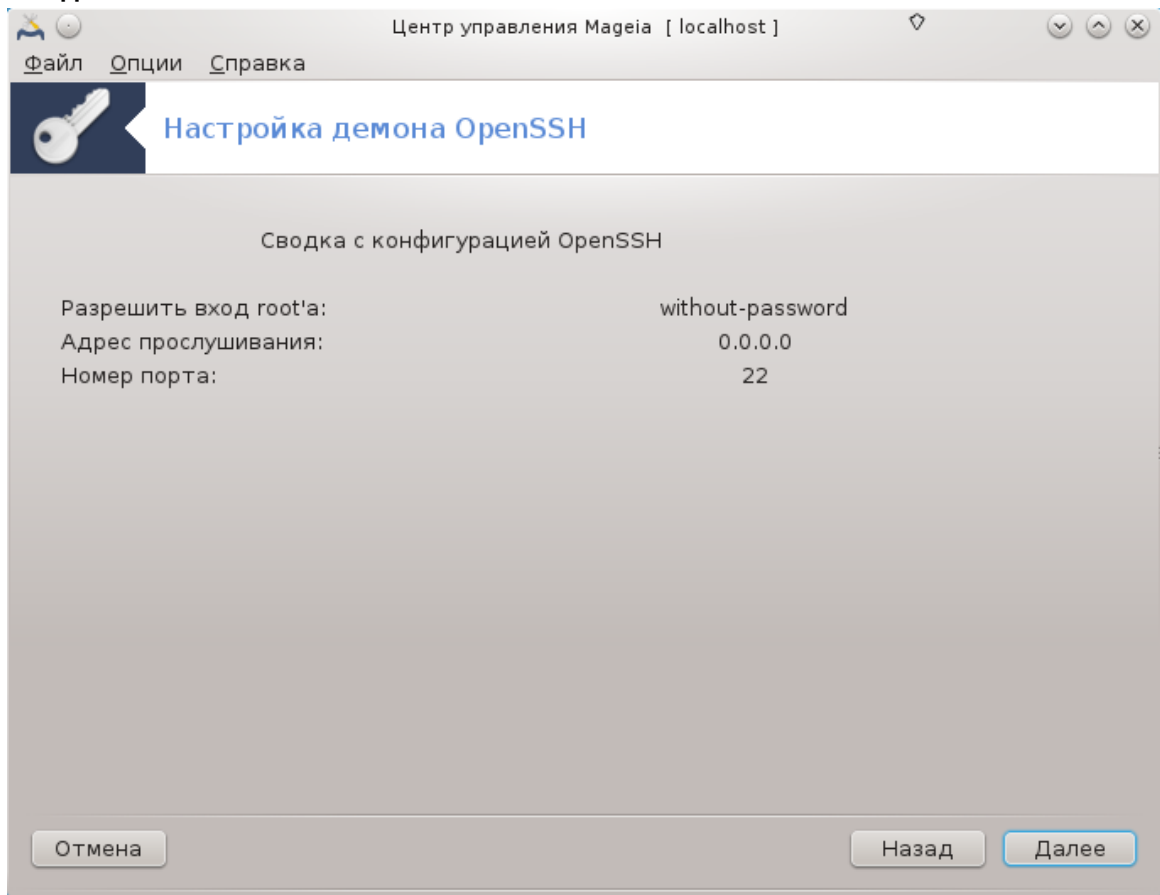 Центр управления Mageia [ localhost ]
Файл Опции Справка
Настройка демона OpenSSH
Сводка с конфигурацией OpenSSH
Разрешить вход root'а: without-password
Адрес прослушивания: 0.0.0.0
Номер порта: 22
Отмена Назад Далее